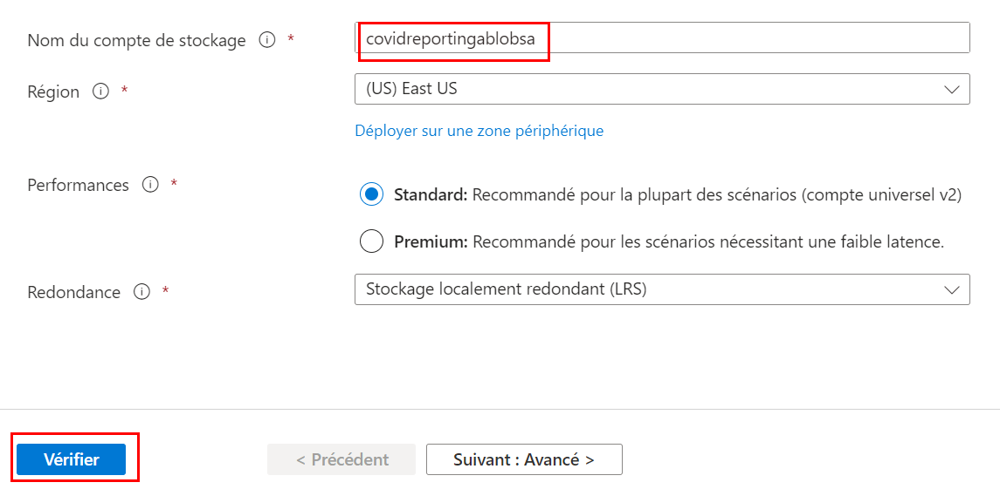 Nom du compte de stockage *
covidreportingablobsa
Région *
(US) East US
Déployer sur une zone périphérique
Performances *
Standard: Recommandé pour la plupart des scénarios (compte universel v2)
Premium: Recommandé pour les scénarios nécessitant une faible latence.
Redondance *
Stockage localement redondant (LRS)
Vérifier
< Précédent
Suivant : Avancé >